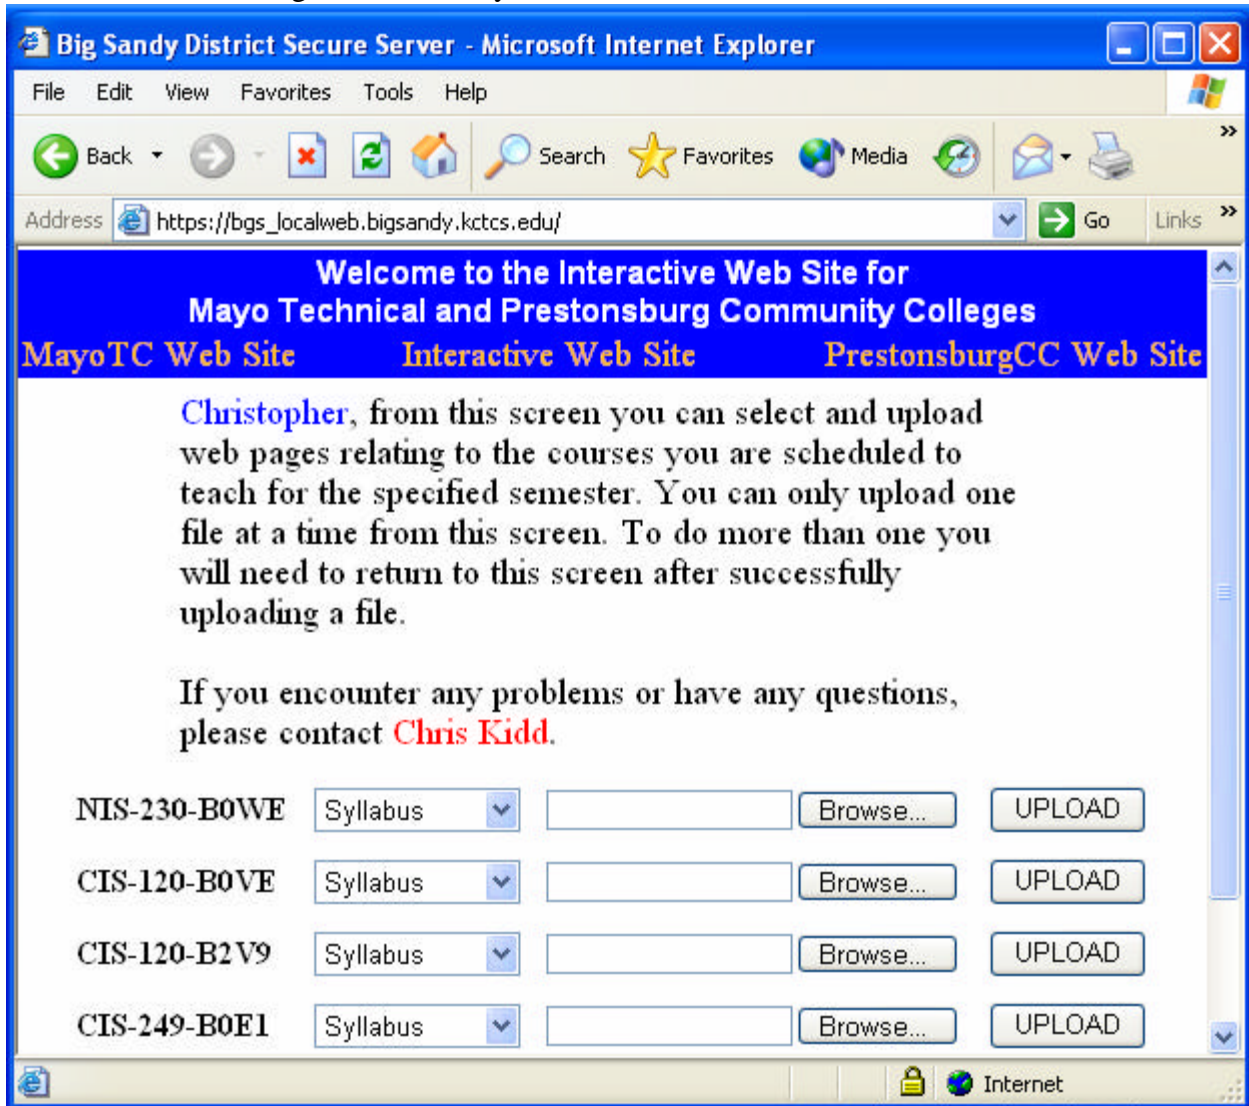 Big Sandy District Secure Server - Microsoft Internet Explorer
File Edit View Favorites Tools Help
Back Search Favorites Media »
Address https://bgs_localweb.bigsandy.kctcs.edu/ Go Links »
Welcome to the Interactive Web Site for
Mayo Technical and Prestonsburg Community Colleges
MayoTC Web Site Interactive Web Site PrestonsburgCC Web Site
Christopher, from this screen you can select and upload
web pages relating to the courses you are scheduled to
teach for the specified semester. You can only upload one
file at a time from this screen. To do more than one you
will need to return to this screen after successfully
uploading a file.
If you encounter any problems or have any questions,
please contact Chris Kidd.
NIS-230-B0WE Syllabus Browse... UPLOAD
CIS-120-B0VE Syllabus Browse... UPLOAD
CIS-120-B2V9 Syllabus Browse... UPLOAD
CIS-249-B0E1 Syllabus Browse... UPLOAD
Internet